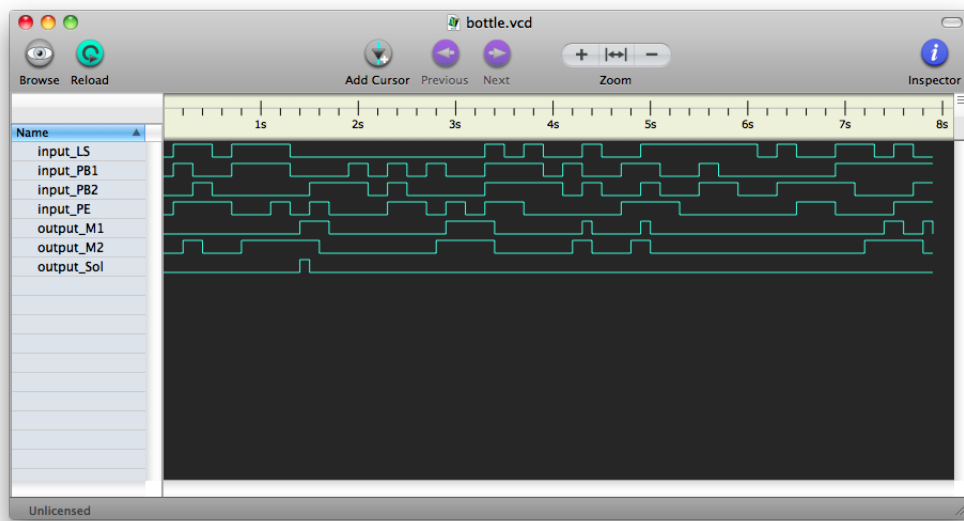 bottle.vcd
Browse Reload Add Cursor Previous Next Zoom Inspector
1s 2s 3s 4s 5s 6s 7s 8s
Name
input_LS
input_PB1
input_PB2
input_PE
output_M1
output_M2
output_Sol
Unlicensed